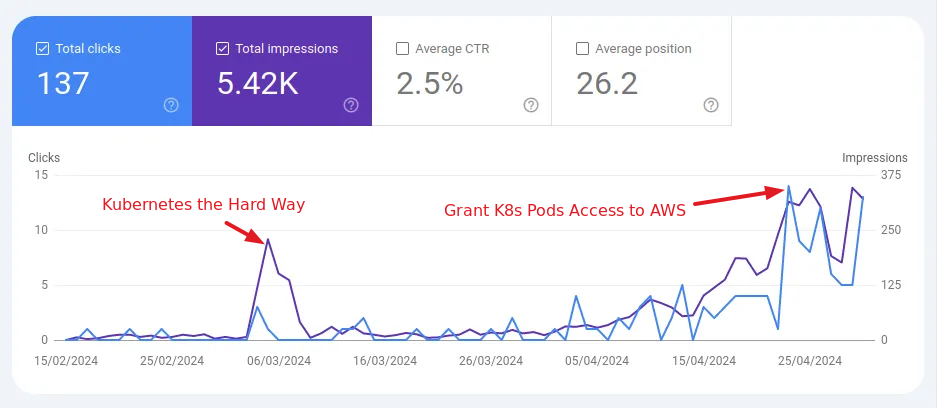 Total clicks
137
Total impressions
5.42K
Average CTR
2.5%
Average position
26.2
Clicks
Impressions
15
375
Kubernetes the Hard Way
Grant K8s Pods Access to AWS
10
250
5
125
0
0
15/02/2024
25/02/2024
06/03/2024
16/03/2024
26/03/2024
05/04/2024
15/04/2024
25/04/2024